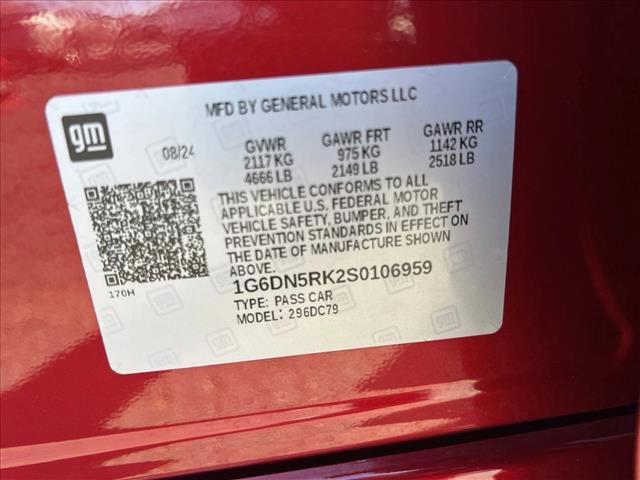 MFD BY GENERAL MOTORS LLC
gm
08/24
GVWR GAWR FRT GAWR RR
2117 KG 975 KG 1142 KG
4666 LB 2149 LB 2518 LB
THIS VEHICLE CONFORMS TO ALL
APPLICABLE U.S. FEDERAL MOTOR
VEHICLE SAFETY, BUMPER, AND THEFT
PREVENTION STANDARDS IN EFFECT ON
THE DATE OF MANUFACTURE SHOWN
ABOVE.
170H
1G6DN5RK2S0106959
TYPE: PASS CAR
MODEL: 296DC79